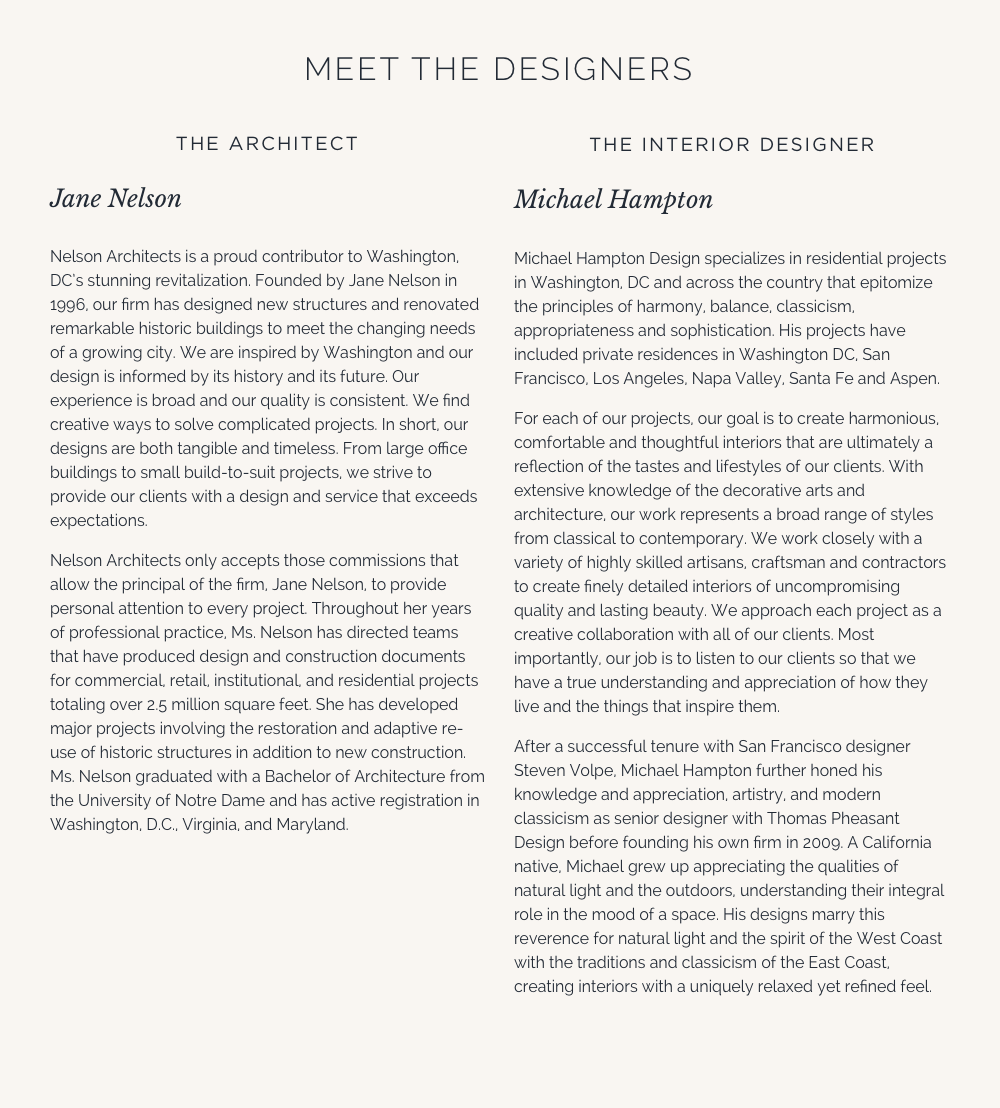 MEET THE DESIGNERS
THE ARCHITECT
Jane Nelson
Nelson Architects is a proud contributor to Washington,
DC's stunning revitalization. Founded by Jane Nelson in
1996, our firm has designed new structures and renovated
remarkable historic buildings to meet the changing needs
of a growing city. We are inspired by Washington and our
design is informed by its history and its future. Our
experience is broad and our quality is consistent. We find
creative ways to solve complicated projects. In short, our
designs are both tangible and timeless. From large office
buildings to small build-to-suit projects, we strive to
provide our clients with a design and service that exceeds
expectations.
Nelson Architects only accepts those commissions that
allow the principal of the firm, Jane Nelson, to provide
personal attention to every project. Throughout her years
of professional practice, Ms. Nelson has directed teams
that have produced design and construction documents
for commercial, retail, institutional, and residential projects
totaling over 2.5 million square feet. She has developed
major projects involving the restoration and adaptive re-
use of historic structures in addition to new construction.
Ms. Nelson graduated with a Bachelor of Architecture from
the University of Notre Dame and has active registration in
Washington, D.C., Virginia, and Maryland.
THE INTERIOR DESIGNER
Michael Hampton
Michael Hampton Design specializes in residential projects
in Washington, DC and across the country that epitomize
the principles of harmony, balance, classicism,
appropriateness and sophistication. His projects have
included private residences in Washington DC, San
Francisco, Los Angeles, Napa Valley, Santa Fe and Aspen.
For each of our projects, our goal is to create harmonious,
comfortable and thoughtful interiors that are ultimately a
reflection of the tastes and lifestyles of our clients. With
extensive knowledge of the decorative arts and
architecture, our work represents a broad range of styles
from classical to contemporary. We work closely with a
variety of highly skilled artisans, craftsman and contractors
to create finely detailed interiors of uncompromising
quality and lasting beauty. We approach each project as a
creative collaboration with all of our clients. Most
importantly, our job is to listen to our clients so that we
have a true understanding and appreciation of how they
live and the things that inspire them.
After a successful tenure with San Francisco designer
Steven Volpe, Michael Hampton further honed his
knowledge and appreciation, artistry, and modern
classicism as senior designer with Thomas Pheasant
Design before founding his own firm in 2009. A California
native, Michael grew up appreciating the qualities of
natural light and the outdoors, understanding their integral
role in the mood of a space. His designs marry this
reverence for natural light and the spirit of the West Coast
with the traditions and classicism of the East Coast,
creating interiors with a uniquely relaxed yet refined feel.